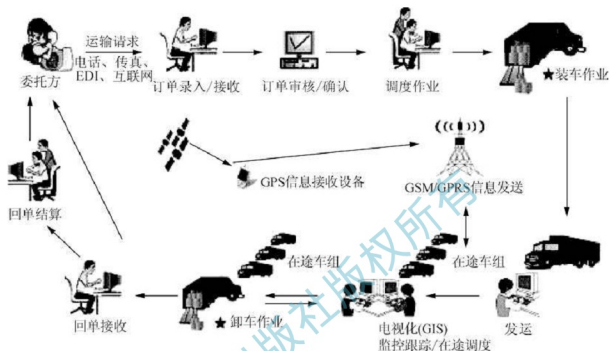 运输请求
电话、传真、
EDI、互联网
委托方
订单录入/接收
订单审核/确认
调度作业
★装车作业
GPS信息接收设备
GSM/GPRS信息发送
回单结算
在途车组
在途车组
回单接收
★卸车作业
电视化(GIS)
监控跟踪/在途调度
发运
版社版权所有